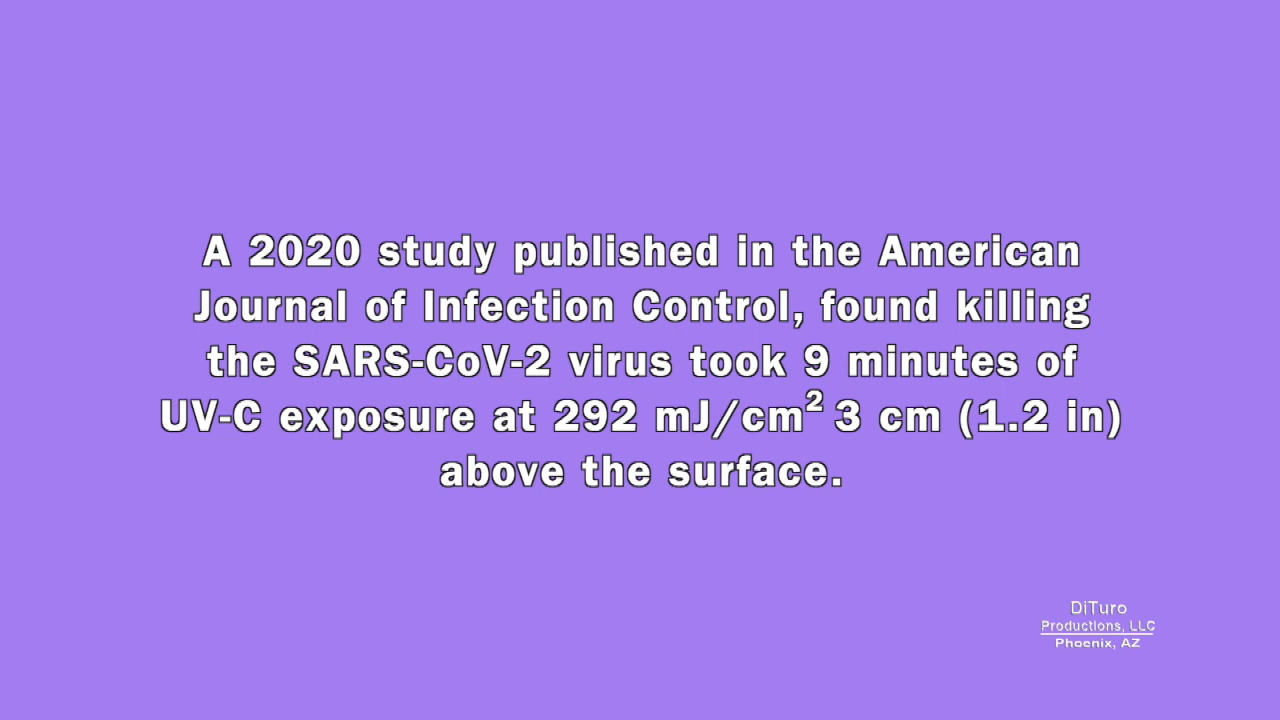 A 2020 study published in the American
Journal of Infection Control, found killing
the SARS-CoV-2 virus took 9 minutes of
UV-C exposure at 292 mJ/cm² 3 cm (1.2 in)
above the surface.
DiTuro
Productions, LLC
Phoenix, AZ